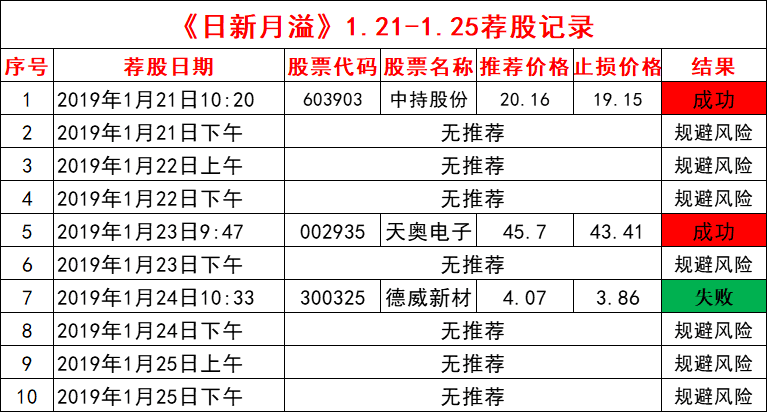 《日新月溢》1.21-1.25荐股记录
序号 荐股日期 股票代码 股票名称 推荐价格 止损价格 结果
1 2019年1月21日10:20 603903 中持股份 20.16 19.15 成功
2 2019年1月21日下午 无推荐 规避风险
3 2019年1月22日上午 无推荐 规避风险
4 2019年1月22日下午 无推荐 规避风险
5 2019年1月23日9:47 002935 天奥电子 45.7 43.41 成功
6 2019年1月23日下午 无推荐 规避风险
7 2019年1月24日10:33 300325 德威新材 4.07 3.86 失败
8 2019年1月24日下午 无推荐 规避风险
9 2019年1月25日上午 无推荐 规避风险
10 2019年1月25日下午 无推荐 规避风险